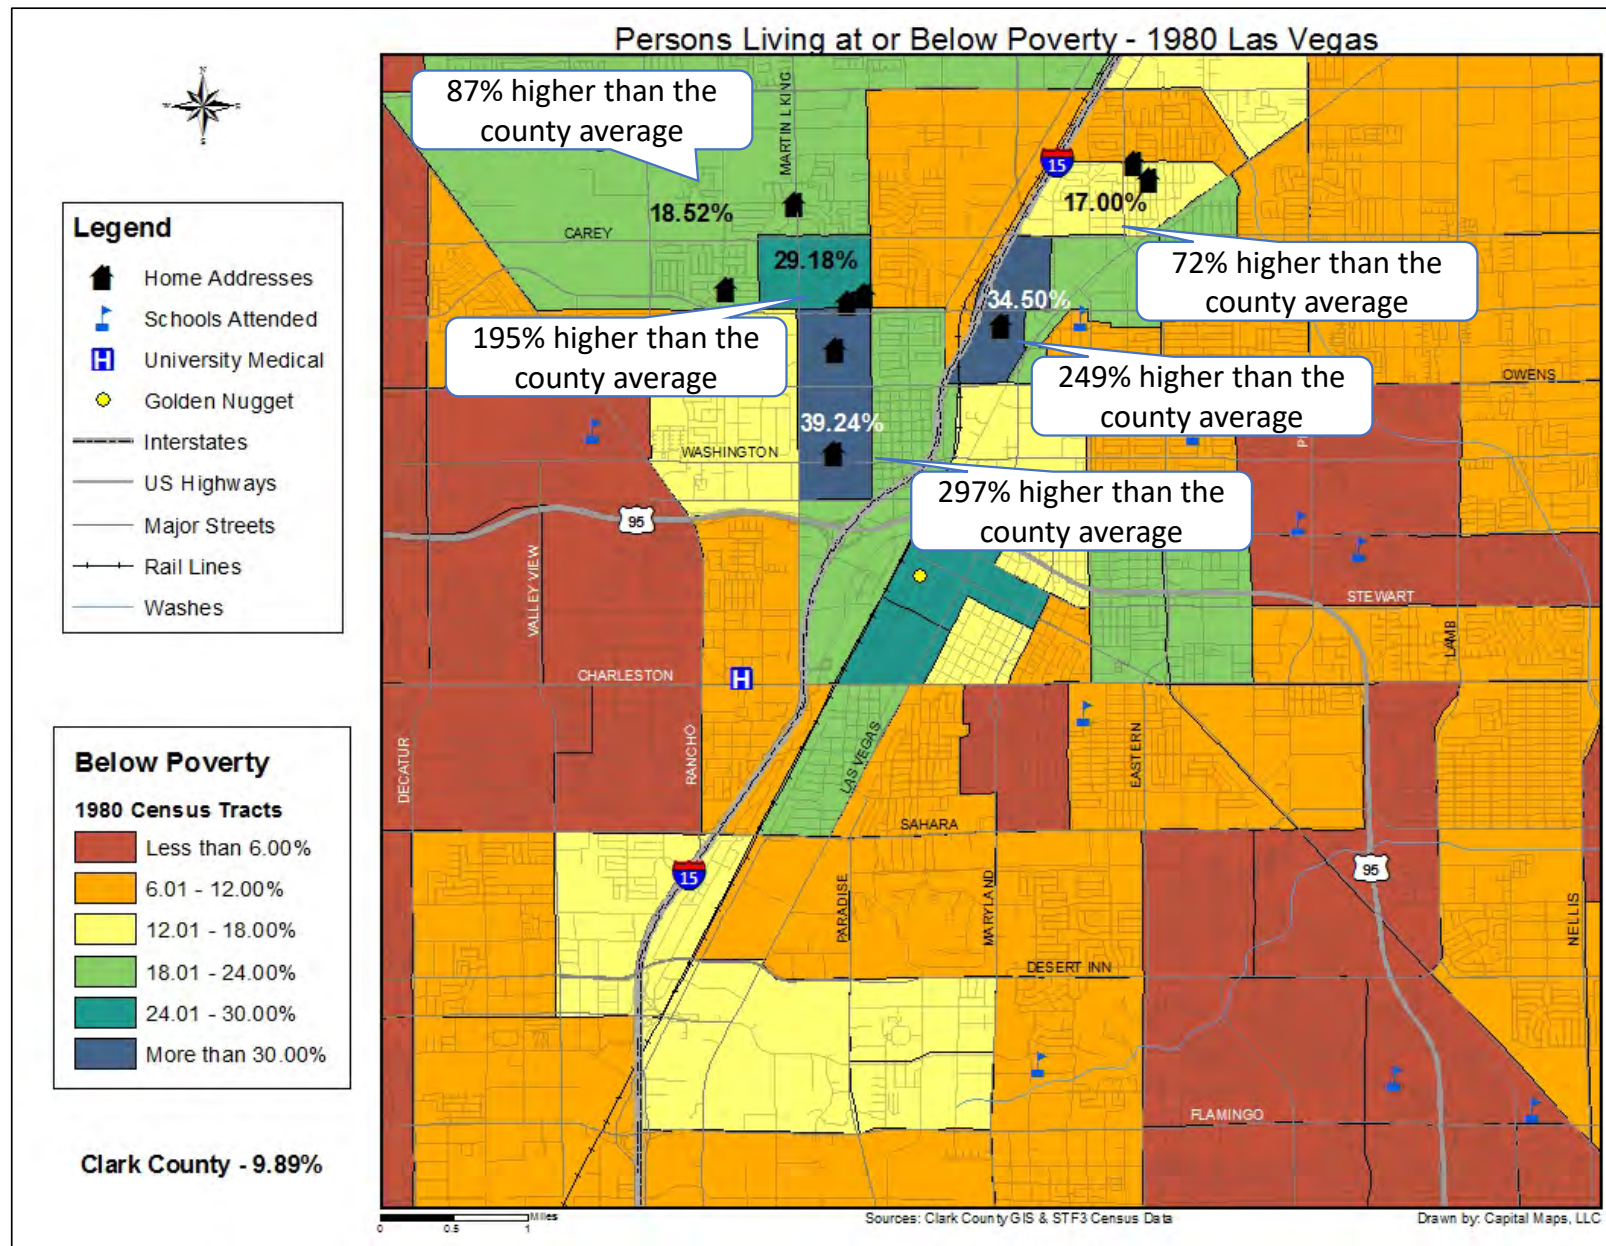 Persons Living at or Below Poverty - 1980 Las Vegas
N
W
E
S
Legend
Home Addresses
Schools Attended
H University Medical
Golden Nugget
Interstates
US Highways
Major Streets
Rail Lines
Washes
Below Poverty
1980 Census Tracts
Less than 6.00%
6.01 - 12.00%
12.01 - 18.00%
18.01 - 24.00%
24.01 - 30.00%
More than 30.00%
Clark County - 9.89%
87% higher than the
county average
MARTIN L KING
18.52%
CAREY
29.18%
195% higher than the
county average
15
17.00%
72% higher than the
county average
34.50%
249% higher than the
county average
OWENS
39.24%
WASHINGTON
297% higher than the
county average
95
VALLEY VIEW
STEWART
LAMB
CHARLESTON
H
DECATUR
RANCHO
LAS VEGAS
EASTERN
SAHARA
15
95
PARADISE
MARYLAND
NELLIS
DESERT INN
FLAMINGO
Miles
0 0.5 1
Sources: Clark County GIS & STF3 Census Data
Drawn by: Capital Maps, LLC